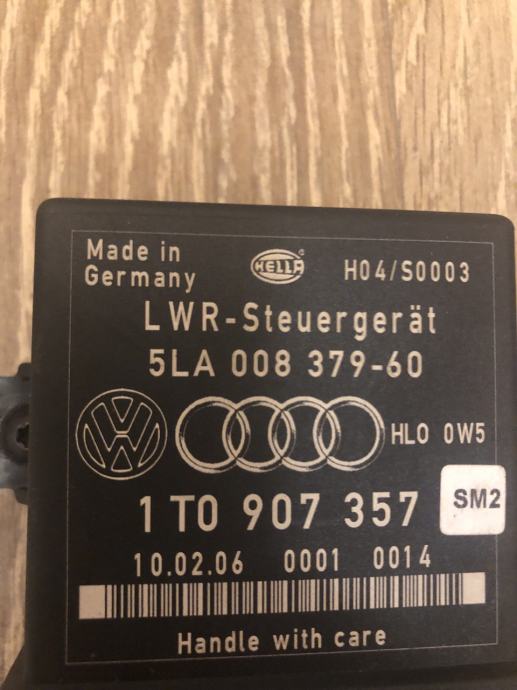 Made in
Germany
HELLA
®
H04/S0003
LWR-Steuergerät
5LA 008 379-60
HLO 0W5
1T0 907 357
SM2
10.02.06 0001 0014
Handle with care